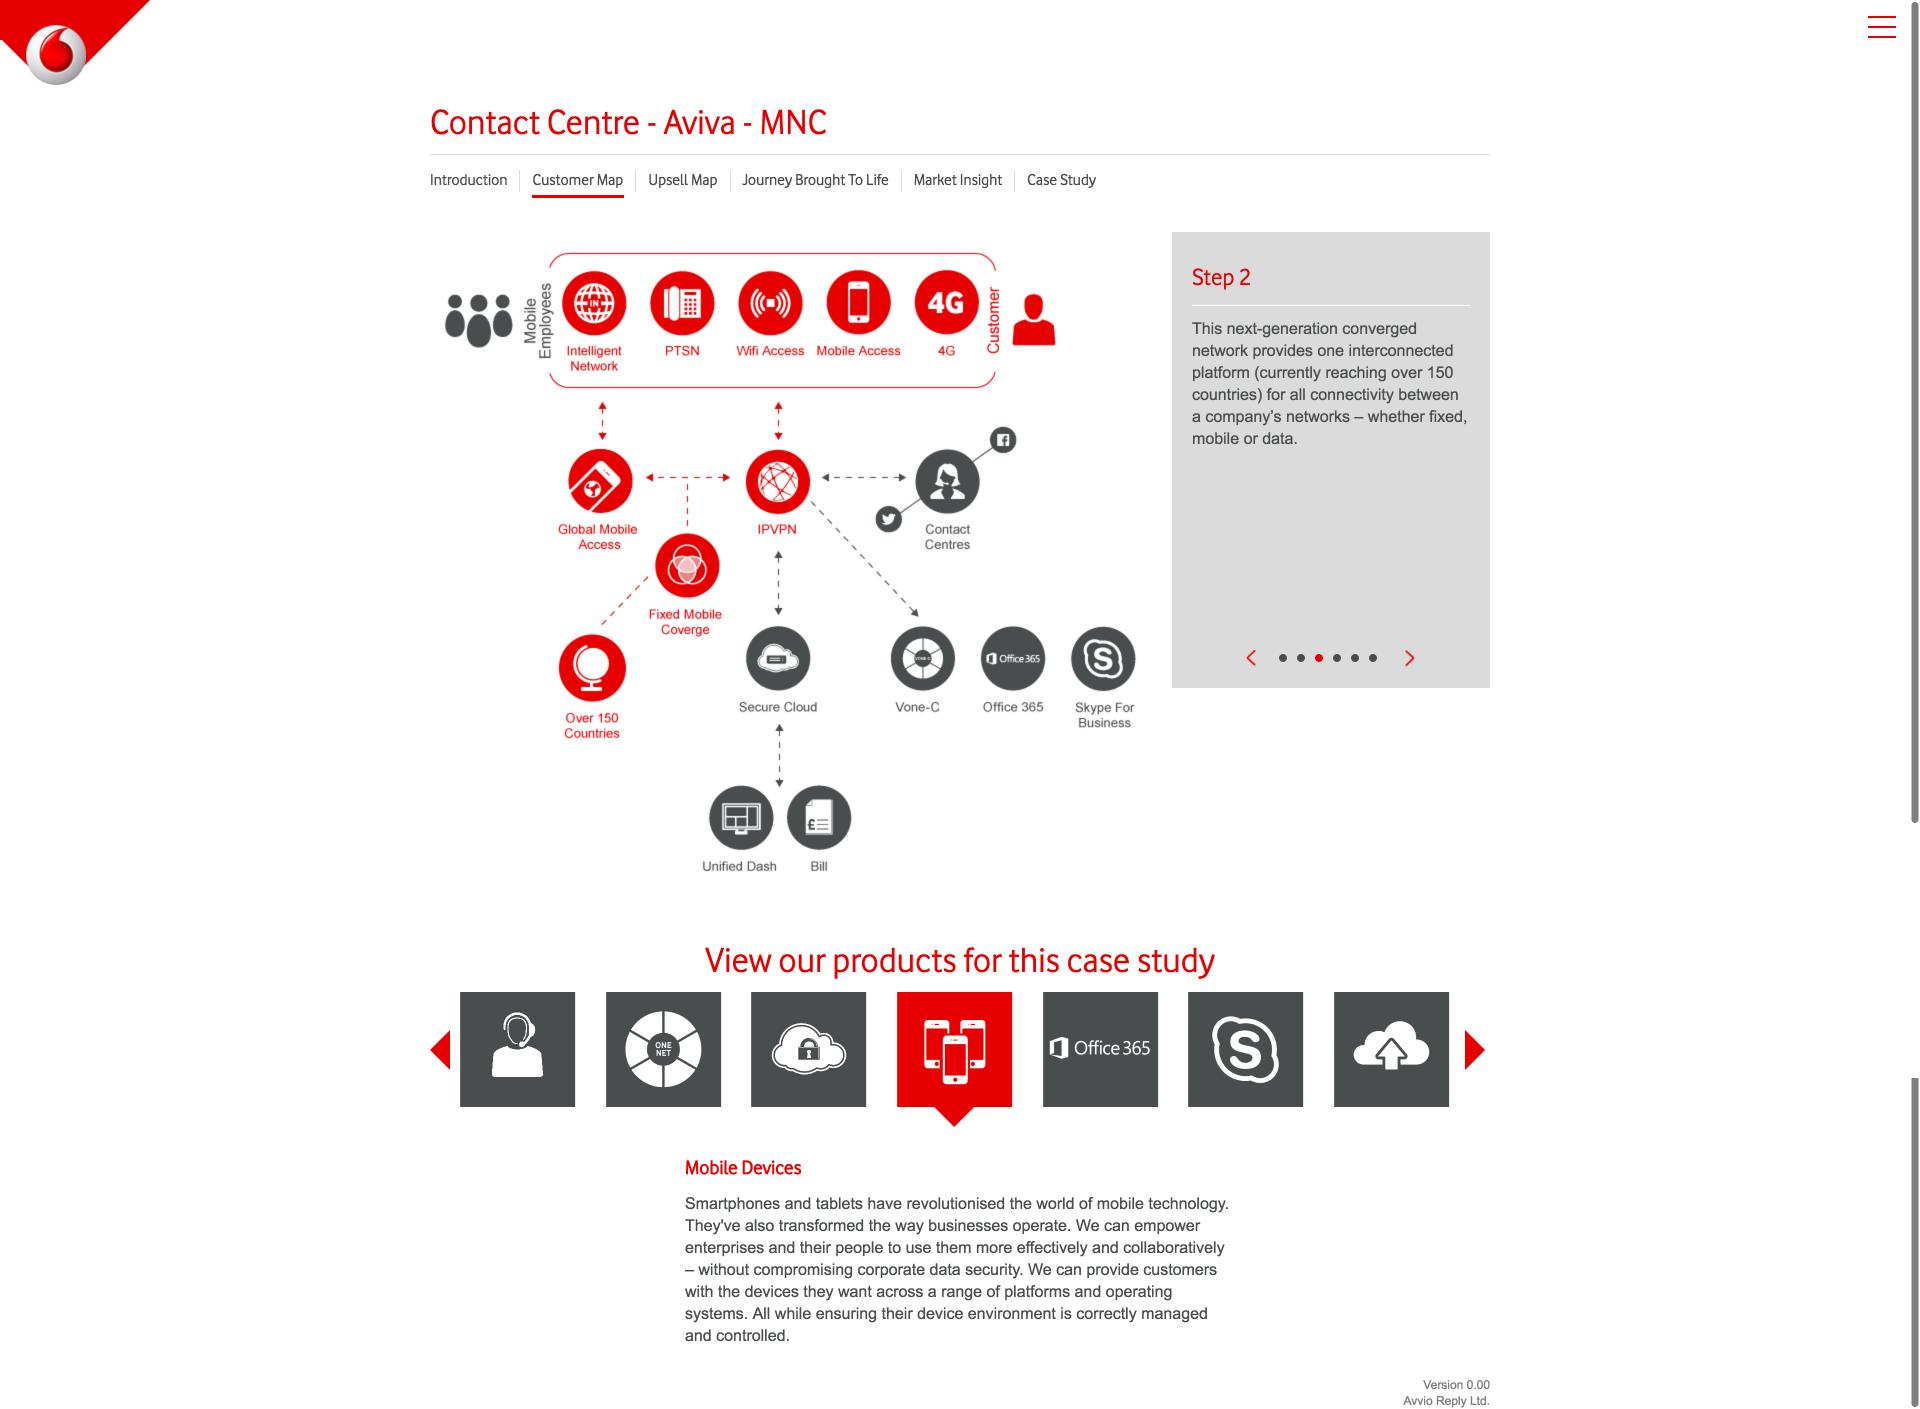 Contact Centre - Aviva - MNC
Introduction
Customer Map
Upsell Map
Journey Brought To Life
Market Insight
Case Study
Mobile
Employees
IN
4G
Customer
Intelligent
Network
PTSN
Wifi Access
Mobile Access
4G
Global Mobile
Access
IPVPN
Contact
Centres
Fixed Mobile
Coverge
Over 150
Countries
Secure Cloud
VONE-C
Vone-C
Office 365
Office 365
Skype For
Business
£
Unified Dash
Bill
Step 2
This next-generation converged
network provides one interconnected
platform (currently reaching over 150
countries) for all connectivity between
a company’s networks – whether fixed,
mobile or data.
View our products for this case study
ONE
NET
Office 365
Mobile Devices
Smartphones and tablets have revolutionised the world of mobile technology.
They've also transformed the way businesses operate. We can empower
enterprises and their people to use them more effectively and collaboratively
– without compromising corporate data security. We can provide customers
with the devices they want across a range of platforms and operating
systems. All while ensuring their device environment is correctly managed
and controlled.
Version 0.00
Avvio Reply Ltd.